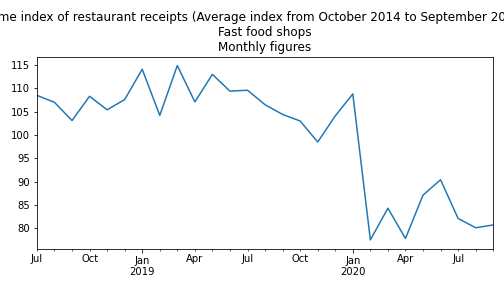 me index of restaurant receipts (Average index from October 2014 to September 20
Fast food shops
Monthly figures
115
110
105
100
95
90
85
80
Jul Oct Jan Apr Jul Oct Jan Apr Jul
2019 2020